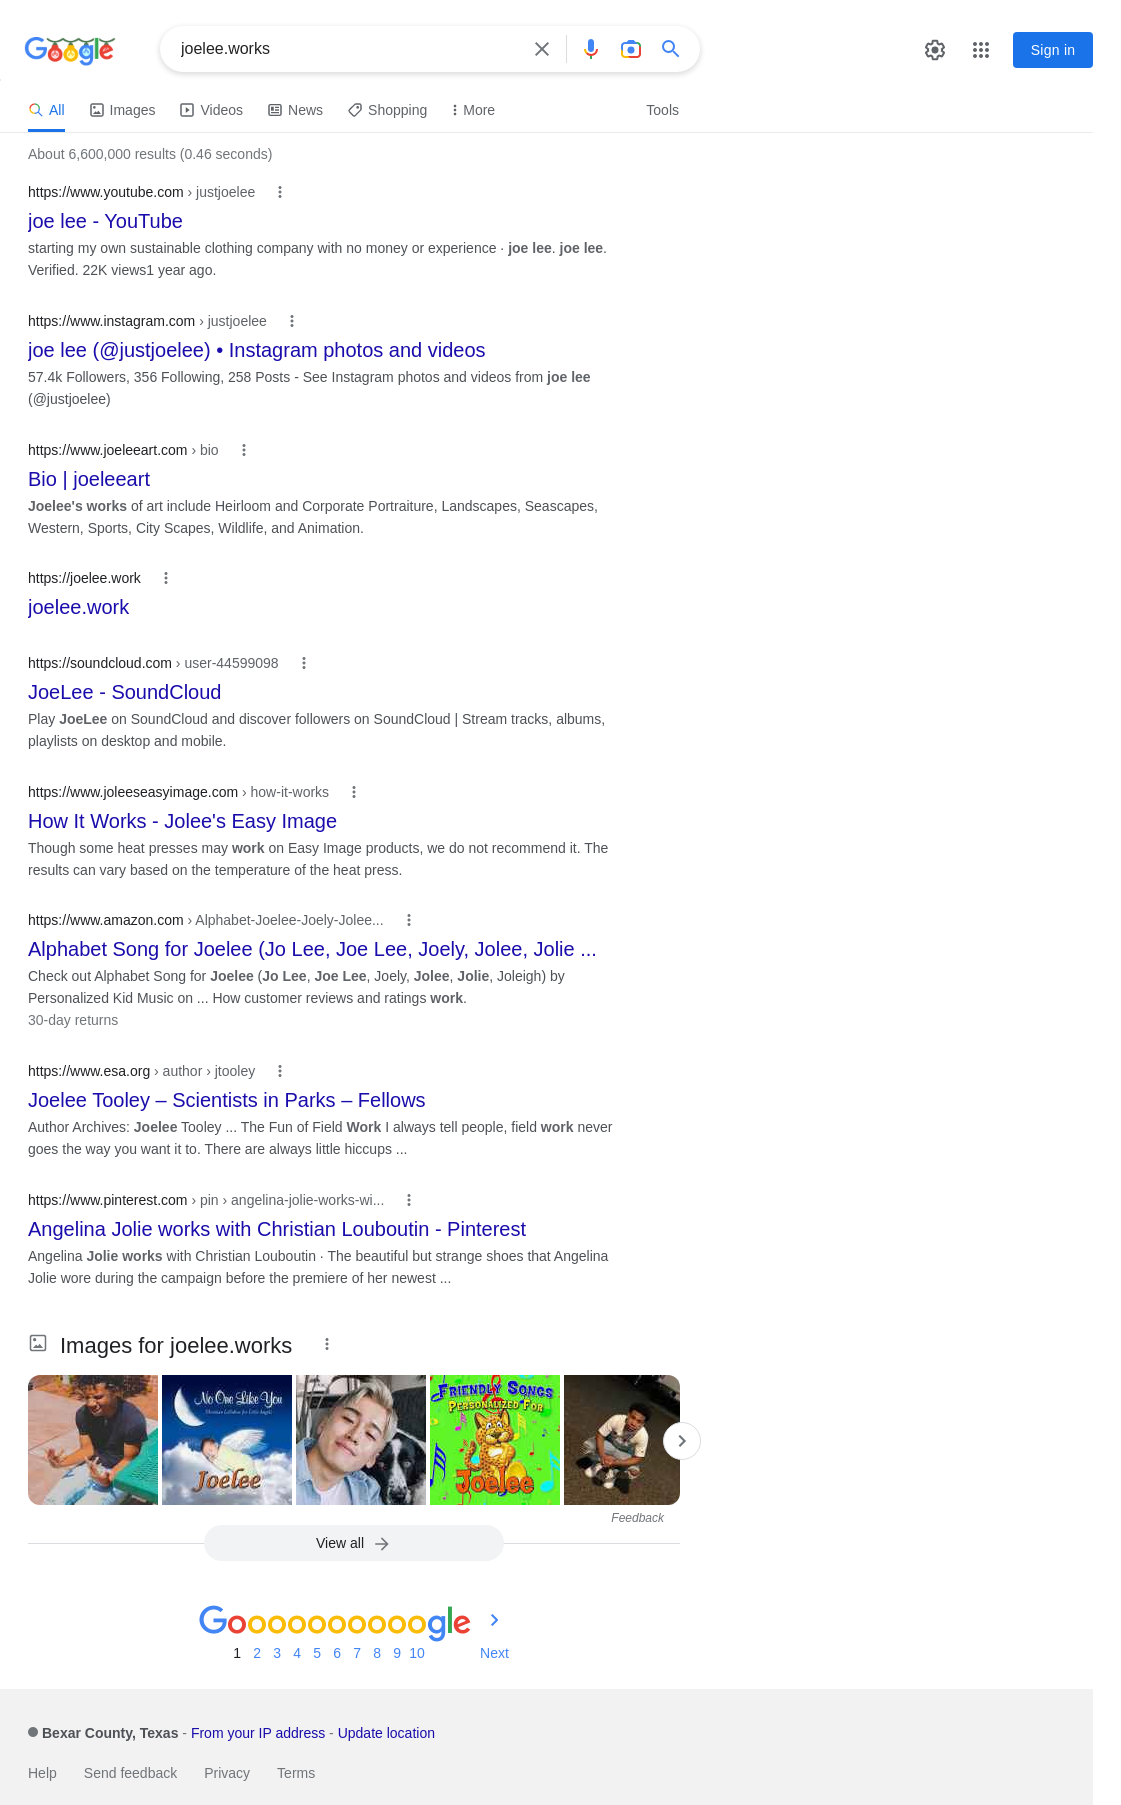 Google
joelee.works
Sign in
All Images Videos News Shopping More Tools
About 6,600,000 results (0.46 seconds)
https://www.youtube.com › justjoelee
joe lee - YouTube
starting my own sustainable clothing company with no money or experience · joe lee. joe lee.
Verified. 22K views1 year ago.
https://www.instagram.com › justjoelee
joe lee (@justjoelee) • Instagram photos and videos
57.4k Followers, 356 Following, 258 Posts - See Instagram photos and videos from joe lee
(@justjoelee)
https://www.joeleeart.com › bio
Bio | joeleeart
Joelee's works of art include Heirloom and Corporate Portraiture, Landscapes, Seascapes,
Western, Sports, City Scapes, Wildlife, and Animation.
https://joelee.work
joelee.work
https://soundcloud.com › user-44599098
JoeLee - SoundCloud
Play JoeLee on SoundCloud and discover followers on SoundCloud | Stream tracks, albums,
playlists on desktop and mobile.
https://www.joleeseasyimage.com › how-it-works
How It Works - Jolee's Easy Image
Though some heat presses may work on Easy Image products, we do not recommend it. The
results can vary based on the temperature of the heat press.
https://www.amazon.com › Alphabet-Joelee-Joely-Jolee...
Alphabet Song for Joelee (Jo Lee, Joe Lee, Joely, Jolee, Jolie ...
Check out Alphabet Song for Joelee (Jo Lee, Joe Lee, Joely, Jolee, Jolie, Joleigh) by
Personalized Kid Music on ... How customer reviews and ratings work.
30-day returns
https://www.esa.org › author › jtooley
Joelee Tooley – Scientists in Parks – Fellows
Author Archives: Joelee Tooley ... The Fun of Field Work I always tell people, field work never
goes the way you want it to. There are always little hiccups ...
https://www.pinterest.com › pin › angelina-jolie-works-wi...
Angelina Jolie works with Christian Louboutin - Pinterest
Angelina Jolie works with Christian Louboutin · The beautiful but strange shoes that Angelina
Jolie wore during the campaign before the premiere of her newest ...
Images for joelee.works
No One Like You
Joelee
FRIENDLY SONGS
PERSONALIZED FOR
Joelee
Feedback
View all
Goooooooooogle
1 2 3 4 5 6 7 8 9 10 Next
Bexar County, Texas - From your IP address - Update location
Help Send feedback Privacy Terms